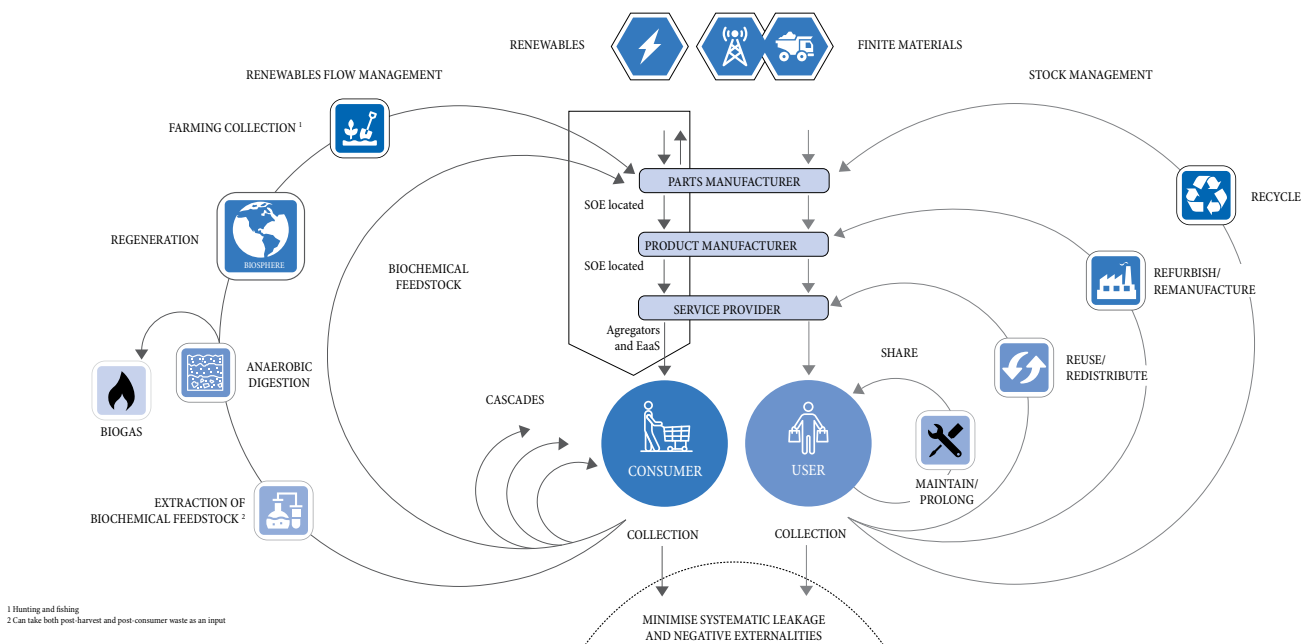 RENEWABLES
FINITE MATERIALS
RENEWABLES FLOW MANAGEMENT
STOCK MANAGEMENT
FARMING COLLECTION 1
PARTS MANUFACTURER
RECYCLE
SOE located
REGENERATION
BIOSPHERE
PRODUCT MANUFACTURER
SOE located
BIOCHEMICAL
FEEDSTOCK
REFURBISH/
REMANUFACTURE
SERVICE PROVIDER
Agregators
and EaaS
SHARE
REUSE/
REDISTRIBUTE
ANAEROBIC
DIGESTION
CASCADES
BIOGAS
CONSUMER
USER
MAINTAIN/
PROLONG
EXTRACTION OF
BIOCHEMICAL FEEDSTOCK 2
COLLECTION
COLLECTION
MINIMISE SYSTEMATIC LEAKAGE
AND NEGATIVE EXTERNALITIES
1 Hunting and fishing
2 Can take both post-harvest and post-consumer waste as an input